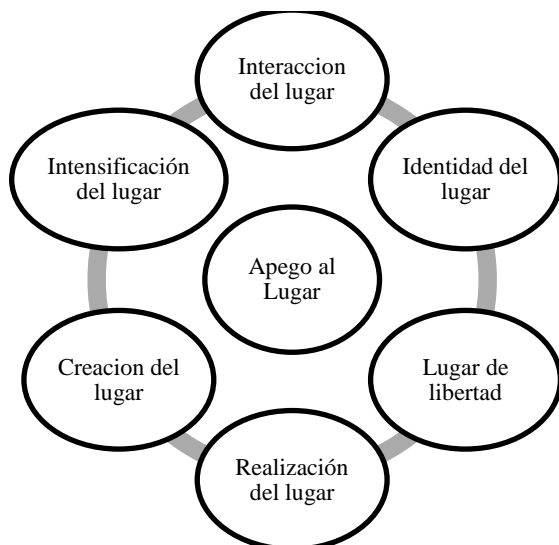 Interaccion
del lugar
Identidad del
lugar
Lugar de
libertad
Realización
del lugar
Creacion del
lugar
Intensificación
del lugar
Apego al
Lugar